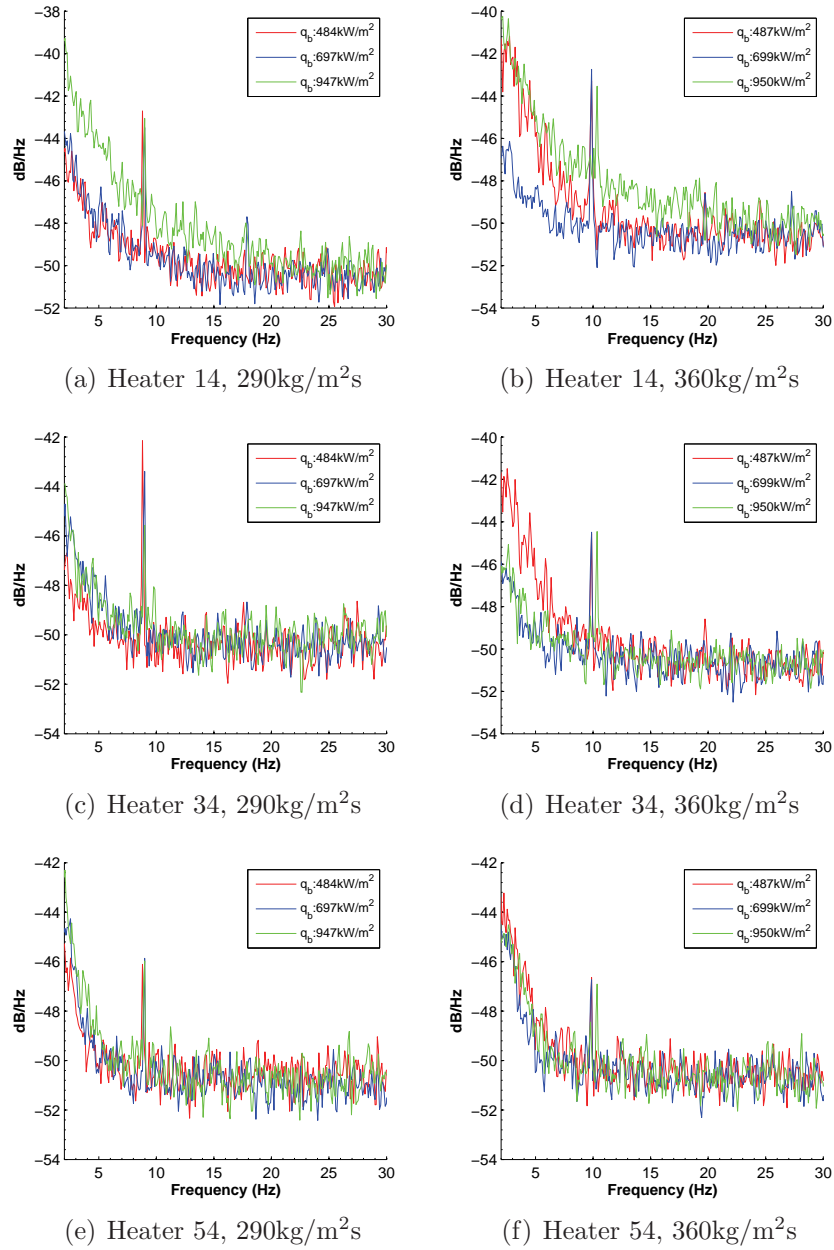 −38
−40
−42
−44
−46
−48
−50
−52
dB/Hz
5 10 15 20 25 30
Frequency (Hz)
q_b:484kW/m²
q_b:697kW/m²
q_b:947kW/m²
(a) Heater 14, 290kg/m²s
−40
−42
−44
−46
−48
−50
−52
−54
dB/Hz
5 10 15 20 25 30
Frequency (Hz)
q_b:487kW/m²
q_b:699kW/m²
q_b:950kW/m²
(b) Heater 14, 360kg/m²s
−42
−44
−46
−48
−50
−52
−54
dB/Hz
5 10 15 20 25 30
Frequency (Hz)
q_b:484kW/m²
q_b:697kW/m²
q_b:947kW/m²
(c) Heater 34, 290kg/m²s
−40
−42
−44
−46
−48
−50
−52
−54
dB/Hz
5 10 15 20 25 30
Frequency (Hz)
q_b:487kW/m²
q_b:699kW/m²
q_b:950kW/m²
(d) Heater 34, 360kg/m²s
−42
−44
−46
−48
−50
−52
−54
dB/Hz
5 10 15 20 25 30
Frequency (Hz)
q_b:484kW/m²
q_b:697kW/m²
q_b:947kW/m²
(e) Heater 54, 290kg/m²s
−42
−44
−46
−48
−50
−52
−54
dB/Hz
5 10 15 20 25 30
Frequency (Hz)
q_b:487kW/m²
q_b:699kW/m²
q_b:950kW/m²
(f) Heater 54, 360kg/m²s